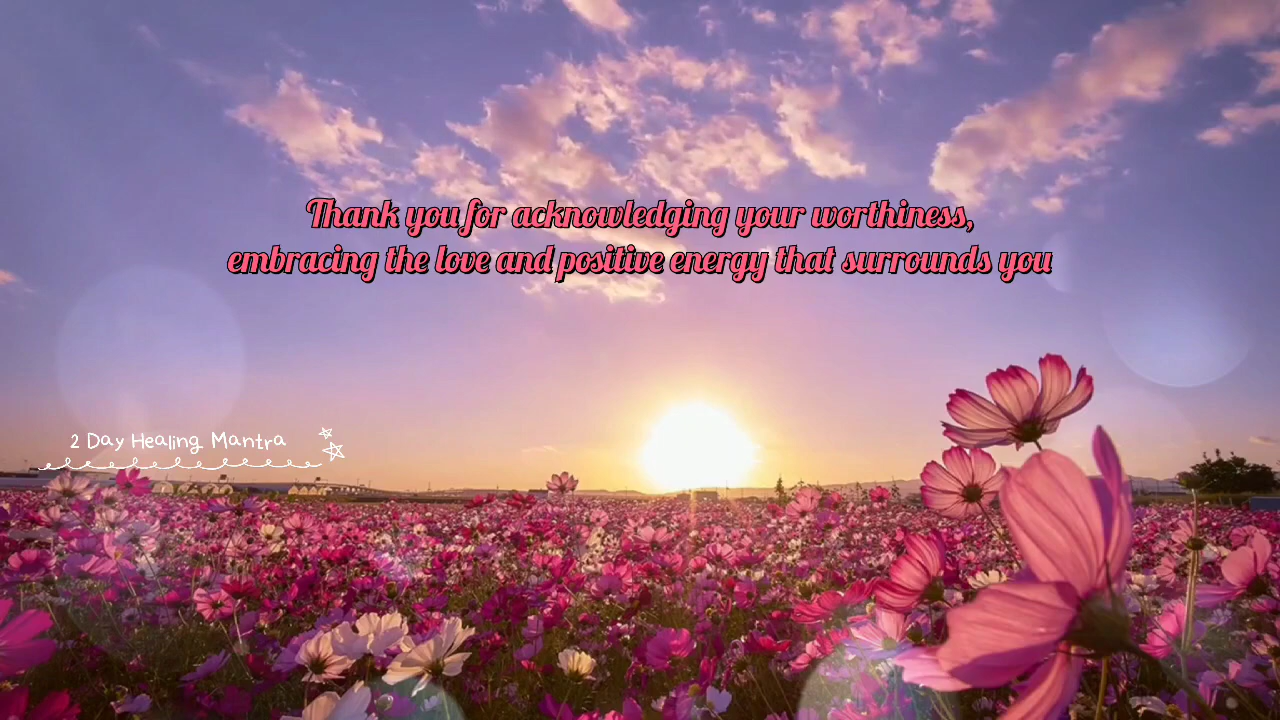 Thank you for acknowledging your worthiness,
embracing the love and positive energy that surrounds you
2 Day Healing Mantra